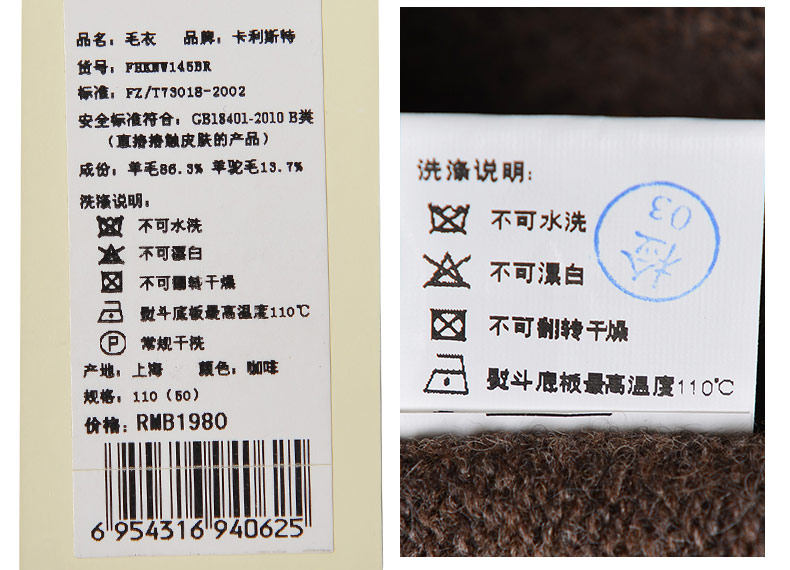 品名：毛衣 品牌：卡利斯特
货号：FHKNW145BR
标准：FZ/T73018-2002
安全标准符合：GB18401-2010 B类
（直接接触皮肤的产品）
成份：羊毛86.3% 羊驼毛13.7%
洗涤说明：
不可水洗
不可漂白
不可翻转干燥
熨斗底板最高温度110℃
P 常规干洗
产地：上海 颜色：咖啡
规格：110（50）
价格：RMB1980
6 954316 940625
洗涤说明：
不可水洗
不可漂白
不可翻转干燥
熨斗底板最高温度110℃
检
03